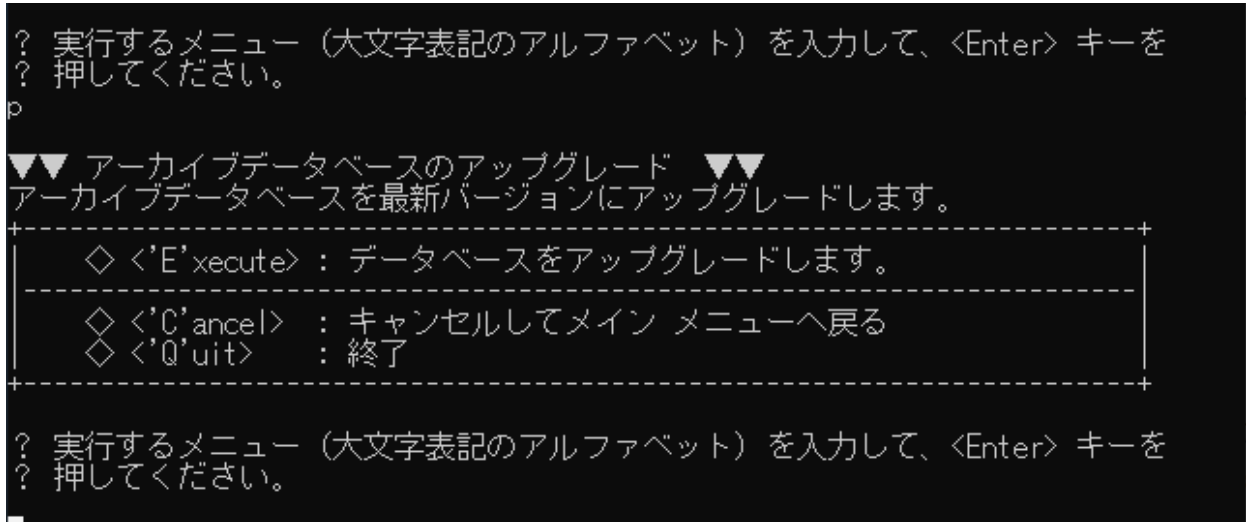 ? 実行するメニュー（大文字表記のアルファベット）を入力して、<Enter> キーを
? 押してください。
p
▼▼ アーカイブデータベースのアップグレード ▼▼
アーカイブデータベースを最新バージョンにアップグレードします。
+----------------------------------------------------------------------+
| ◇ <'E'xecute> : データベースをアップグレードします。 |
|----------------------------------------------------------------------|
| ◇ <'C'ancel> : キャンセルしてメイン メニューへ戻る |
| ◇ <'Q'uit> : 終了 |
+----------------------------------------------------------------------+
? 実行するメニュー（大文字表記のアルファベット）を入力して、<Enter> キーを
? 押してください。